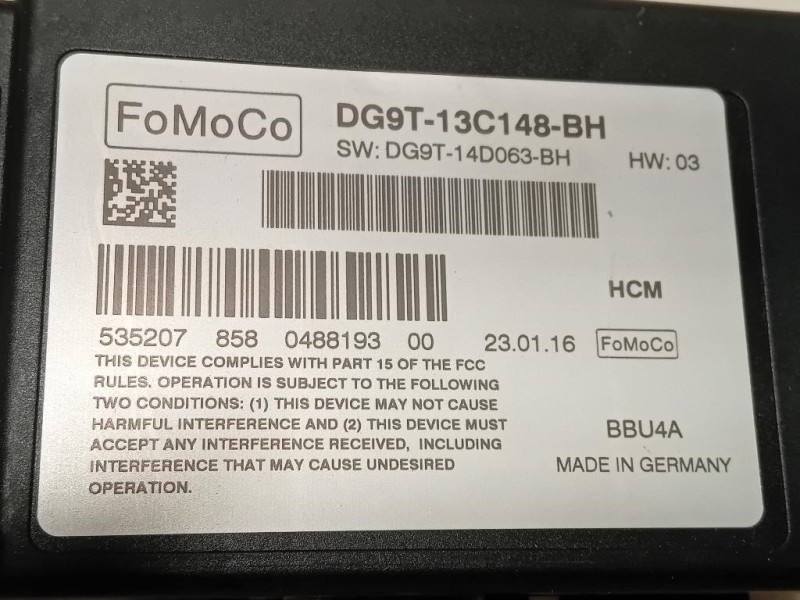 FoMoCo
DG9T-13C148-BH
SW: DG9T-14D063-BH
HW: 03
HCM
535207 858 0488193 00
23.01.16
FoMoCo
THIS DEVICE COMPLIES WITH PART 15 OF THE FCC
RULES. OPERATION IS SUBJECT TO THE FOLLOWING
TWO CONDITIONS: (1) THIS DEVICE MAY NOT CAUSE
HARMFUL INTERFERENCE AND (2) THIS DEVICE MUST
ACCEPT ANY INTERFERENCE RECEIVED, INCLUDING
INTERFERENCE THAT MAY CAUSE UNDESIRED
OPERATION.
BBU4A
MADE IN GERMANY